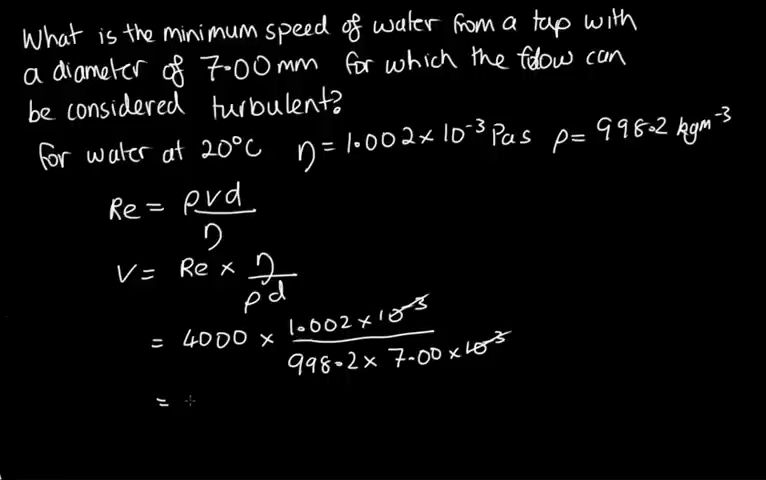 What is the minimum speed of water from a tap with
a diameter of 7.00 mm for which the flow can
be considered turbulent?
for water at 20°C η = 1.002 × 10⁻³ Pa s ρ = 998.2 kgm⁻³
Re = ρvd/η
V = Re × η/ρd
= 4000 × 1.002 × 10⁻³/998.2 × 7.00 × 10⁻³
=